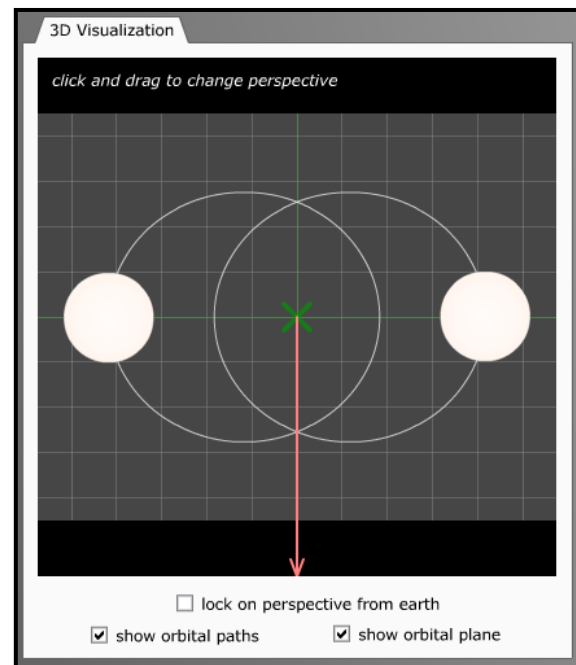 3D Visualization
click and drag to change perspective
lock on perspective from earth
show orbital paths show orbital plane